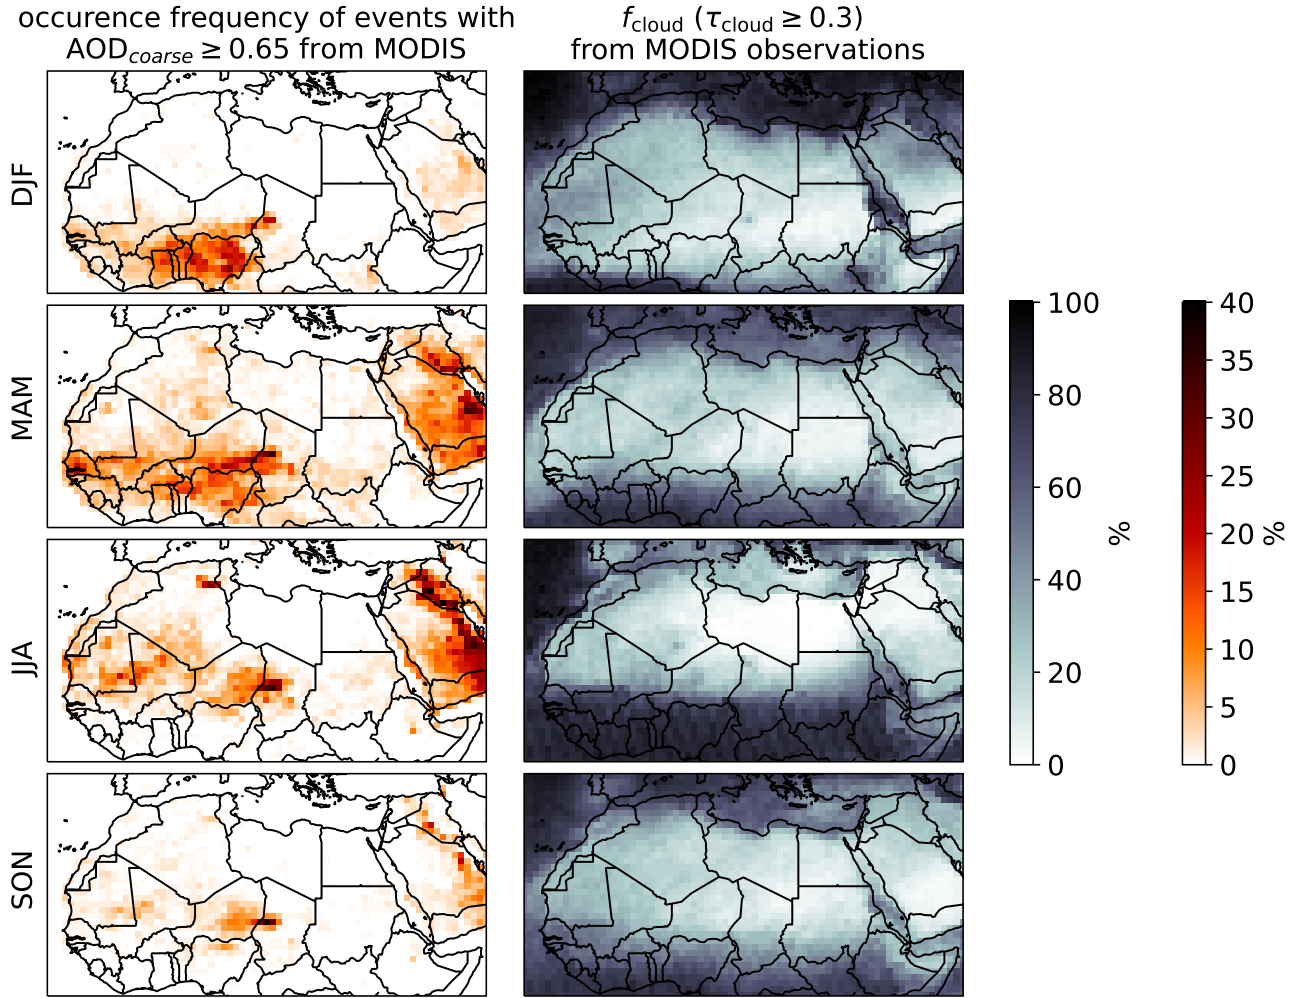 occurence frequency of events with
AOD_coarse ≥ 0.65 from MODIS
f_cloud (τ_cloud ≥ 0.3)
from MODIS observations
DJF
MAM
JJA
SON
100
80
60
40
20
0
%
40
35
30
25
20
15
10
5
0
%